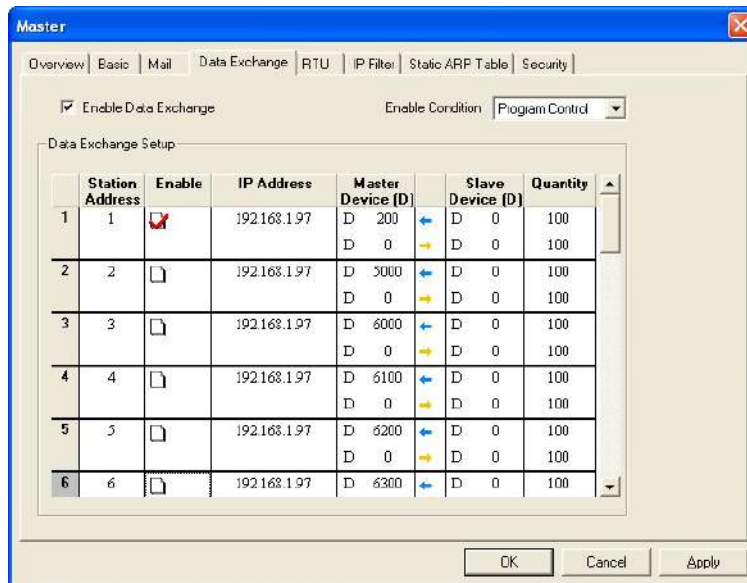 Master
Overview Basic Mail Data Exchange RTU IP Filter Static ARP Table Security
Enable Data Exchange Enable Condition Program Control
Data Exchange Setup
Station Address Enable IP Address Master Device (D) Slave Device (D) Quantity
1 1 192.168.1.97 D 200 D 0 100
D 0 D 0 100
2 2 192.168.1.97 D 5000 D 0 100
D 0 D 0 100
3 3 192.168.1.97 D 6000 D 0 100
D 0 D 0 100
4 4 192.168.1.97 D 6100 D 0 100
D 0 D 0 100
5 5 192.168.1.97 D 6200 D 0 100
D 0 D 0 100
6 6 192.168.1.97 D 6300 D 0 100
OK Cancel Apply